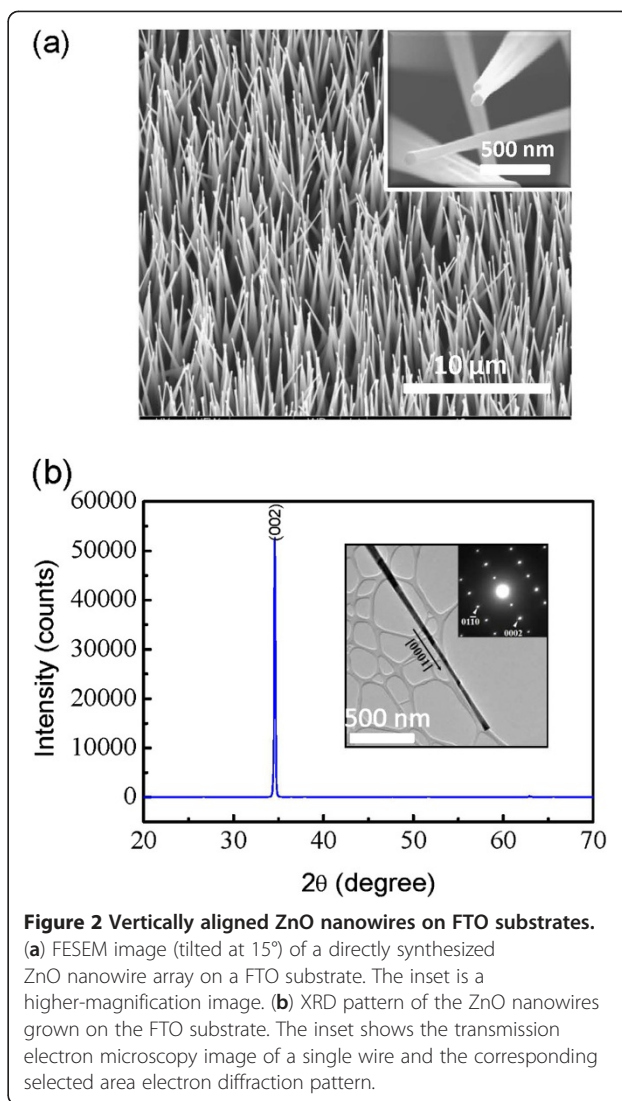 (a)
500 nm
10 µm
(b)
60000
50000
40000
30000
20000
10000
0
Intensity (counts)
(002)
[0001]
500 nm
011̄0
0002
20
30
40
50
60
70
2θ (degree)
Figure 2 Vertically aligned ZnO nanowires on FTO substrates.
(a) FESEM image (tilted at 15°) of a directly synthesized
ZnO nanowire array on a FTO substrate. The inset is a
higher-magnification image. (b) XRD pattern of the ZnO nanowires
grown on the FTO substrate. The inset shows the transmission
electron microscopy image of a single wire and the corresponding
selected area electron diffraction pattern.